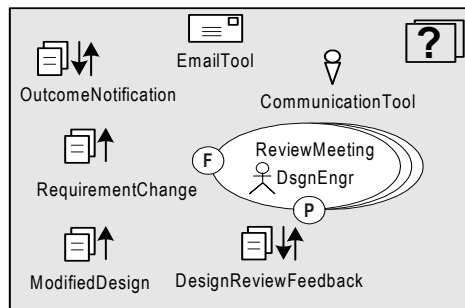 EmailTool
?
OutcomeNotification
CommunicationTool
F
ReviewMeeting
RequirementChange
DsgnEngr
P
ModifiedDesign
DesignReviewFeedback